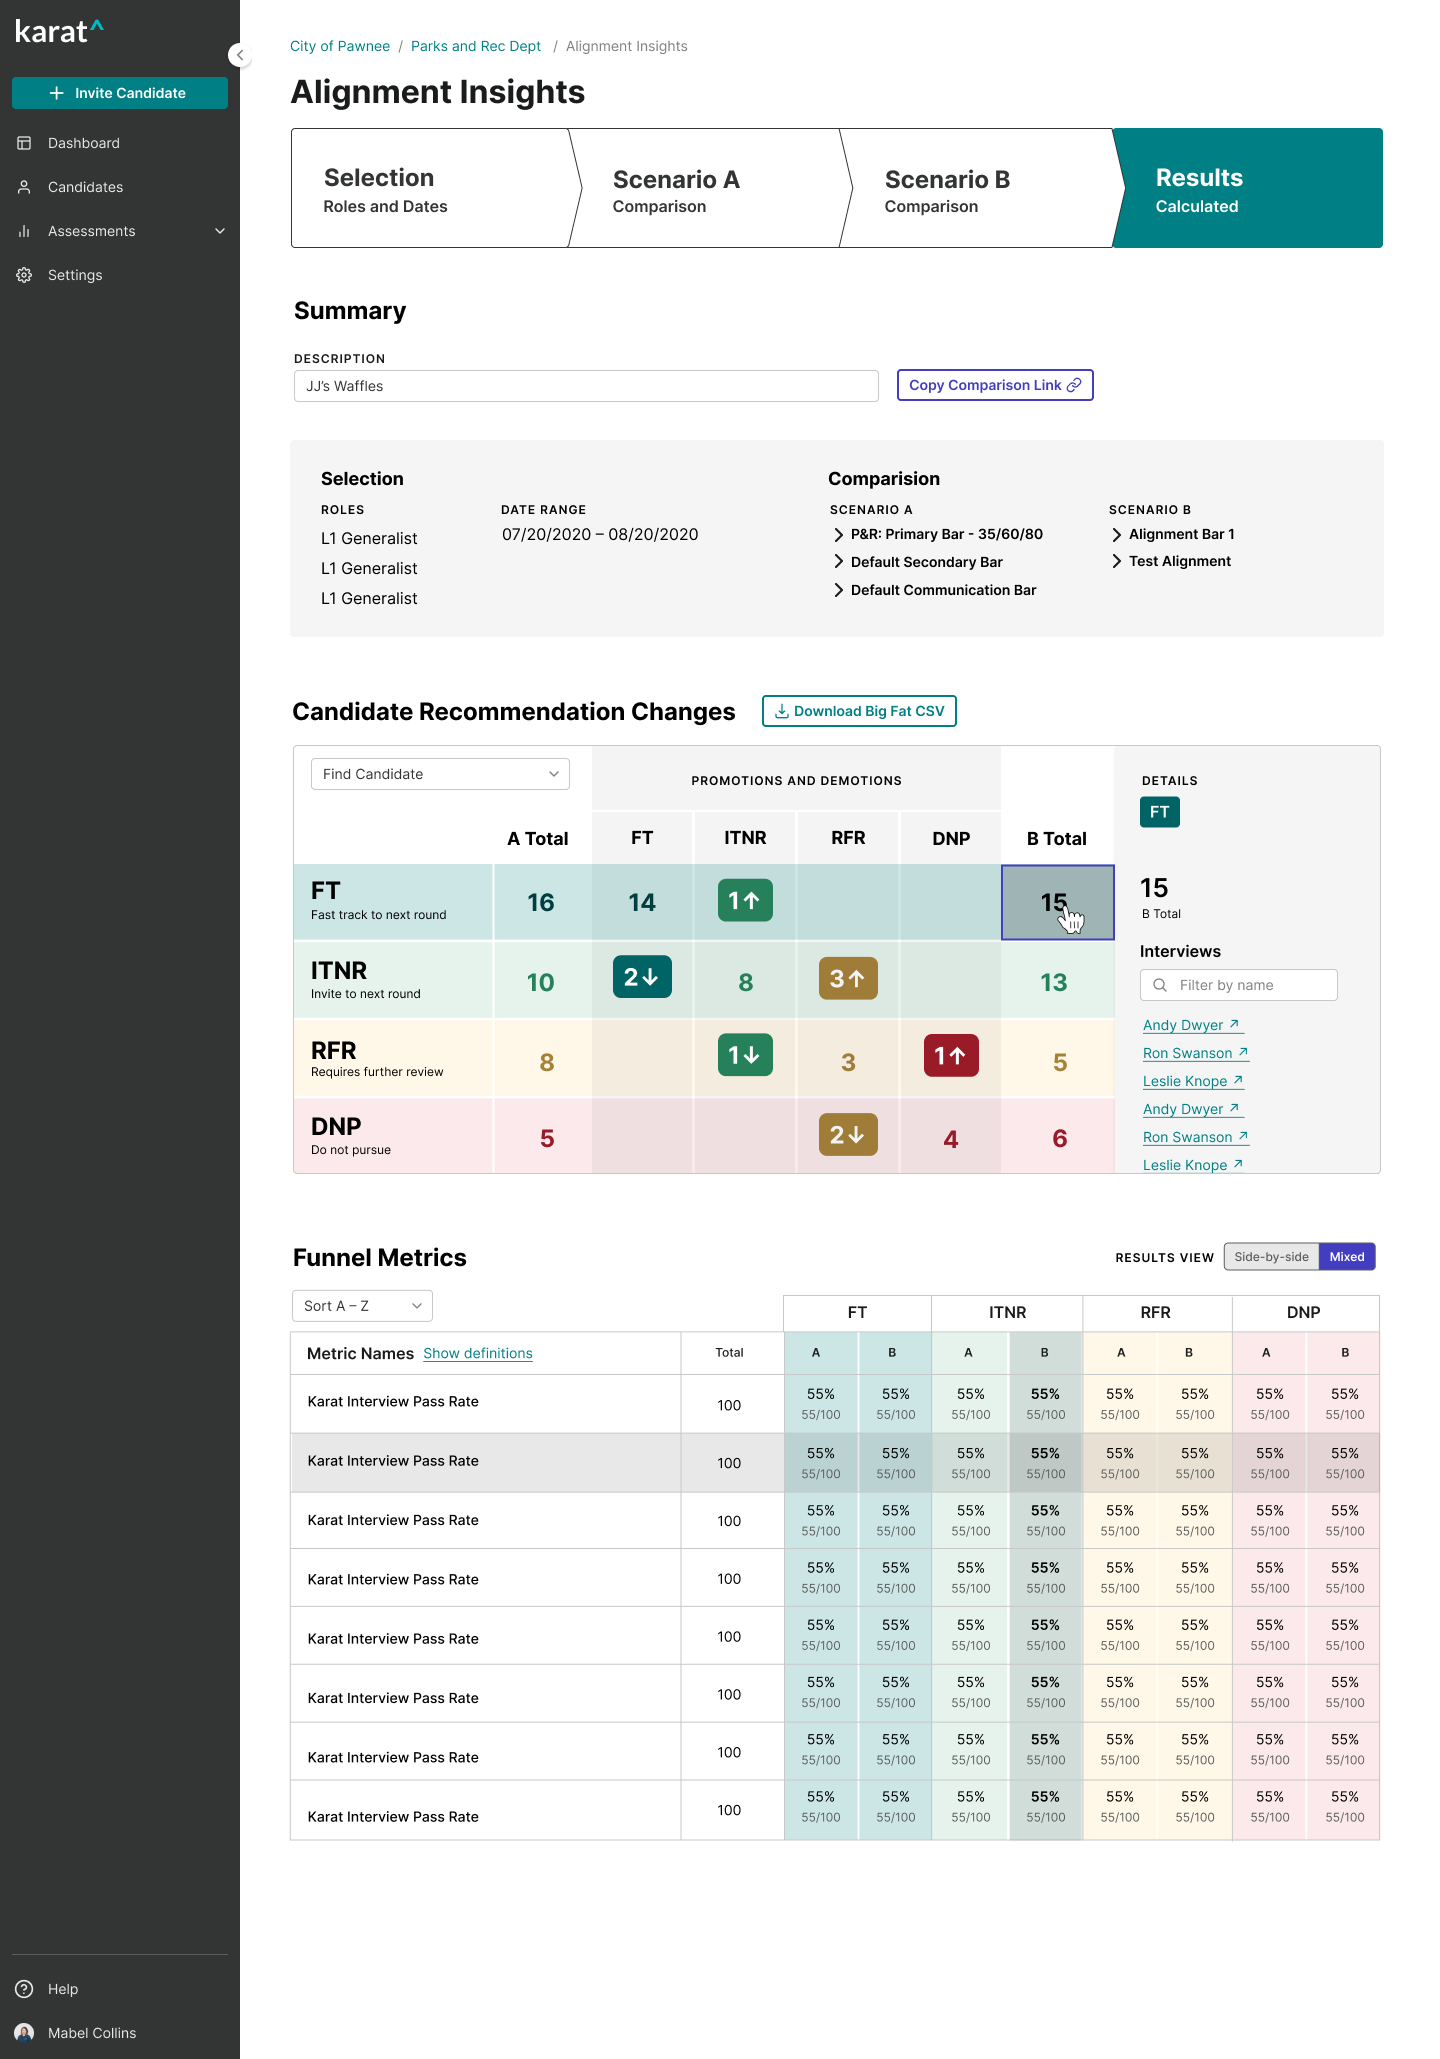 karat^
Invite Candidate
Dashboard
Candidates
Assessments
Settings
City of Pawnee / Parks and Rec Dept / Alignment Insights
Alignment Insights
Selection
Roles and Dates
Scenario A
Comparison
Scenario B
Comparison
Results
Calculated
Summary
DESCRIPTION
JJ's Waffles
Copy Comparison Link
Selection
ROLES
L1 Generalist
L1 Generalist
L1 Generalist
DATE RANGE
07/20/2020 – 08/20/2020
Comparision
SCENARIO A
P&R: Primary Bar - 35/60/80
Default Secondary Bar
Default Communication Bar
SCENARIO B
Alignment Bar 1
Test Alignment
Candidate Recommendation Changes
Download Big Fat CSV
Find Candidate
PROMOTIONS AND DEMOTIONS
A Total FT ITNR RFR DNP B Total
FT
Fast track to next round
16 14 1↑ 15
ITNR
Invite to next round
10 2↓ 8 3↑ 13
RFR
Requires further review
8 1↓ 3 1↑ 5
DNP
Do not pursue
5 2↓ 4 6
DETAILS
FT
15
B Total
Interviews
Filter by name
Andy Dwyer ↗
Ron Swanson ↗
Leslie Knope ↗
Andy Dwyer ↗
Ron Swanson ↗
Leslie Knope ↗
Funnel Metrics
RESULTS VIEW Side-by-side Mixed
Sort A – Z
FT ITNR RFR DNP
Metric Names Show definitions Total A B A B A B A B
Karat Interview Pass Rate 100 55% 55% 55% 55% 55% 55% 55% 55%
55/100 55/100 55/100 55/100 55/100 55/100 55/100 55/100
Karat Interview Pass Rate 100 55% 55% 55% 55% 55% 55% 55% 55%
55/100 55/100 55/100 55/100 55/100 55/100 55/100 55/100
Karat Interview Pass Rate 100 55% 55% 55% 55% 55% 55% 55% 55%
55/100 55/100 55/100 55/100 55/100 55/100 55/100 55/100
Karat Interview Pass Rate 100 55% 55% 55% 55% 55% 55% 55% 55%
55/100 55/100 55/100 55/100 55/100 55/100 55/100 55/100
Karat Interview Pass Rate 100 55% 55% 55% 55% 55% 55% 55% 55%
55/100 55/100 55/100 55/100 55/100 55/100 55/100 55/100
Karat Interview Pass Rate 100 55% 55% 55% 55% 55% 55% 55% 55%
55/100 55/100 55/100 55/100 55/100 55/100 55/100 55/100
Karat Interview Pass Rate 100 55% 55% 55% 55% 55% 55% 55% 55%
55/100 55/100 55/100 55/100 55/100 55/100 55/100 55/100
Karat Interview Pass Rate 100 55% 55% 55% 55% 55% 55% 55% 55%
55/100 55/100 55/100 55/100 55/100 55/100 55/100 55/100
Help
Mabel Collins